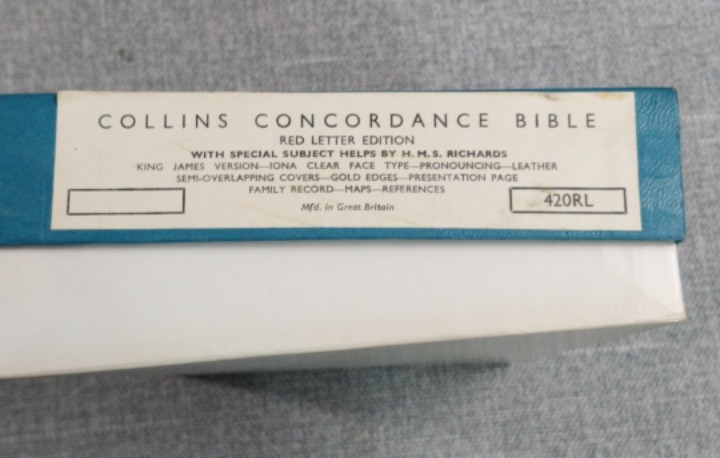 COLLINS CONCORDANCE BIBLE
RED LETTER EDITION
WITH SPECIAL SUBJECT HELPS BY H. M. S. RICHARDS
KING JAMES VERSION—IONA CLEAR FACE TYPE—PRONOUNCING—LEATHER
SEMI-OVERLAPPING COVERS—GOLD EDGES—PRESENTATION PAGE
FAMILY RECORD—MAPS—REFERENCES
Mfd. in Great Britain
420RL